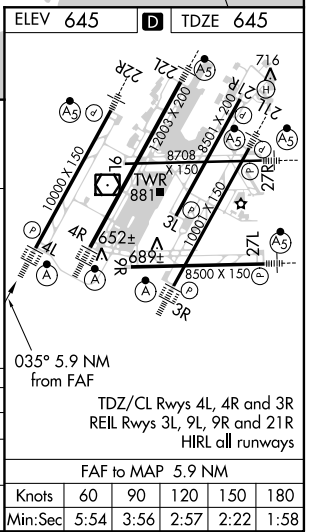 ELEV 645 D TDZE 645
716
22R
22L
21R
21L
A5
A5
A5
H
P
P
P
12003 X 200
8501 X 200
10000 X 150
8708 X 150
9L
27R
TWR
881
P
10001 X 150
3L
P
4L
4R
652±
689±
9R
27L
A5
8500 X 150
P
A
A
A
P
3R
035° 5.9 NM
from FAF
TDZ/CL Rwys 4L, 4R and 3R
REIL Rwys 3L, 9L, 9R and 21R
HIRL all runways
FAF to MAP 5.9 NM
Knots 60 90 120 150 180
Min:Sec 5:54 3:56 2:57 2:22 1:58